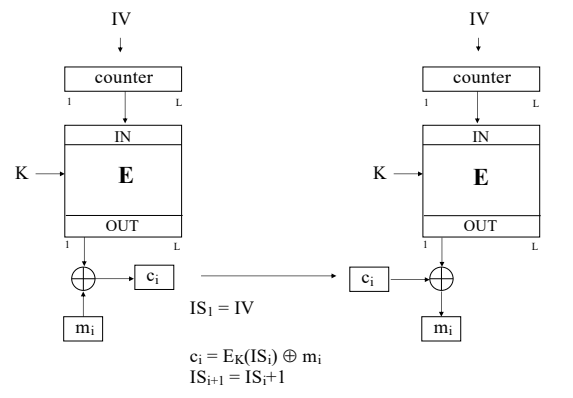 IV IV
counter counter
1 L 1 L
IN IN
K E K E
OUT OUT
1 L 1 L
cᵢ cᵢ
IS₁ = IV
mᵢ mᵢ
cᵢ = E_K(ISᵢ) ⊕ mᵢ
ISᵢ₊₁ = ISᵢ+1